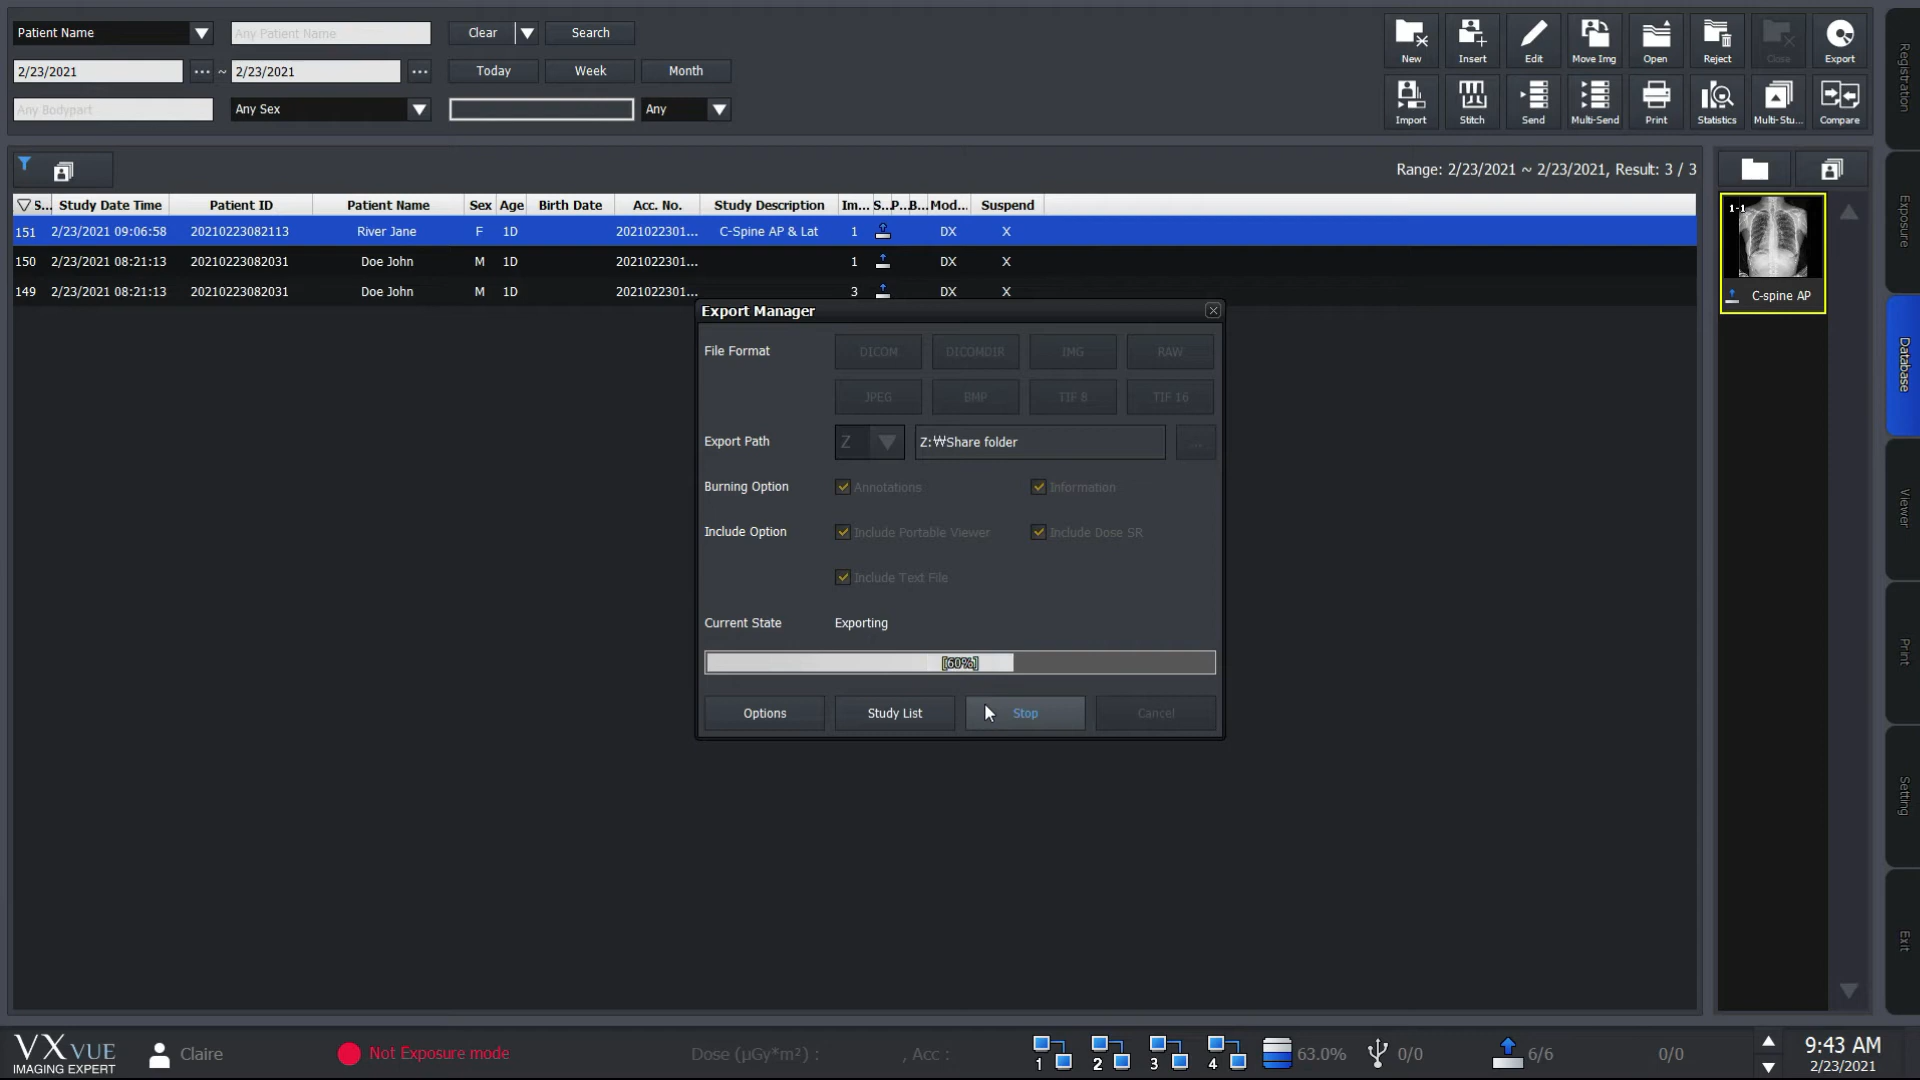 Patient Name Any Patient Name Clear Search
2/23/2021 ... ~ 2/23/2021 ... Today Week Month
Any Bodypart Any Sex Any
New Insert Edit Move Img Open Reject Close Export
Import Stitch Send Multi-Send Print Statistics Multi-Stu... Compare
Registration
Exposure
Database
Viewer
Print
Setting
Exit
Range: 2/23/2021 ~ 2/23/2021, Result: 3 / 3
S... Study Date Time Patient ID Patient Name Sex Age Birth Date Acc. No. Study Description Im... S... P... B... Mod... Suspend
151 2/23/2021 09:06:58 20210223082113 River Jane F 1D 2021022301... C-Spine AP & Lat 1 DX X
150 2/23/2021 08:21:13 20210223082031 Doe John M 1D 2021022301... 1 DX X
149 2/23/2021 08:21:13 20210223082031 Doe John M 1D 2021022301... 3 DX X
1-1
C-spine AP
Export Manager
File Format DICOM DICOMDIR IMG RAW
JPEG BMP TIF 8 TIF 16
Export Path Z Z:₩Share folder ...
Burning Option Annotations Information
Include Option Include Portable Viewer Include Dose SR
Include Text File
Current State Exporting
[60%]
Options Study List Stop Cancel
VXVUE
IMAGING EXPERT
Claire
Not Exposure mode
Dose (µGy*m²) : , Acc :
1 2 3 4 63.0% 0/0 6/6 0/0
9:43 AM
2/23/2021